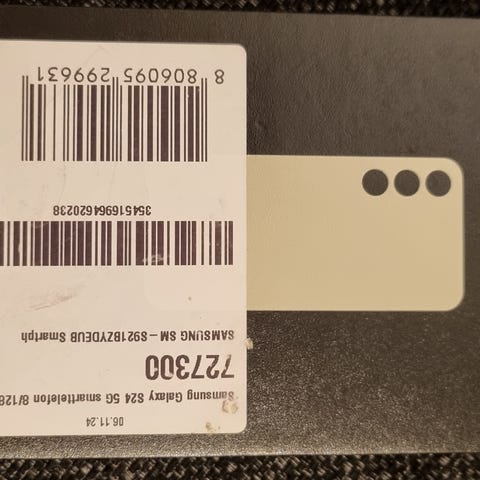 06.11.24
Samsung Galaxy S24 5G smarttelefon 8/128
727300
SAMSUNG SM – S921BZYDEUB Smartph
354516964620238
8 806095 299631